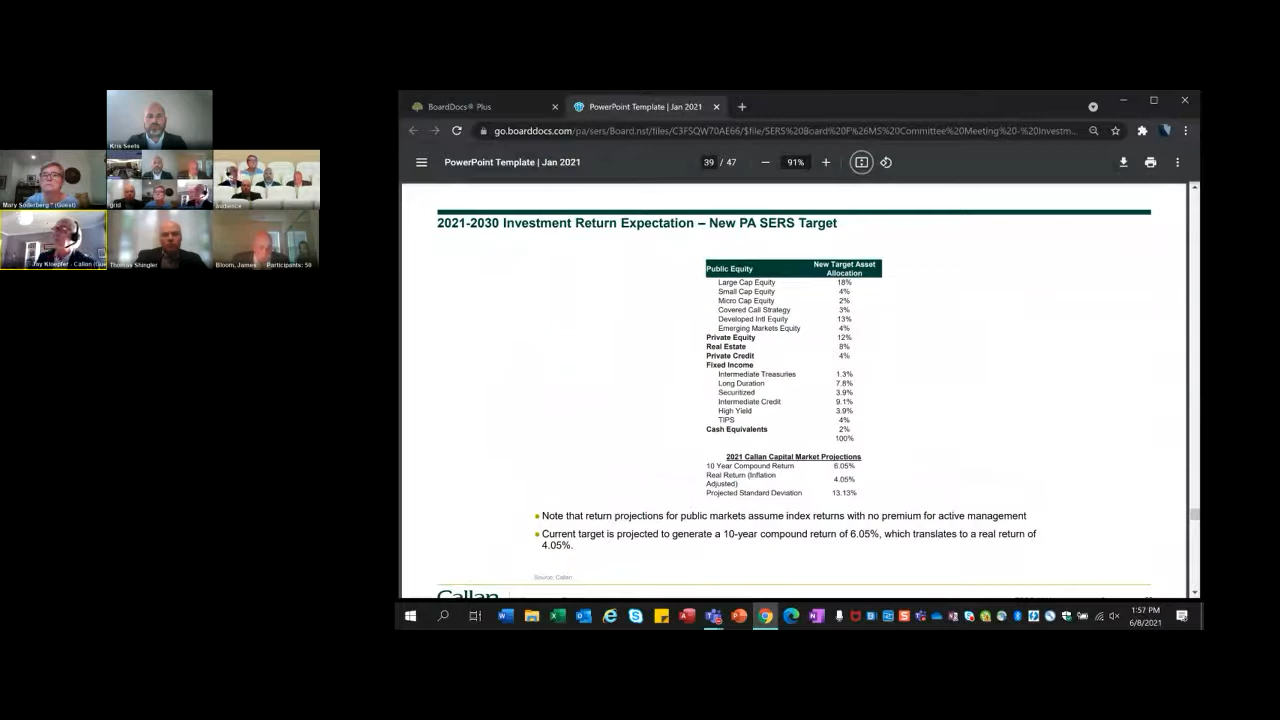 BoardDocs® Plus
PowerPoint Template | Jan 2021
go.boarddocs.com/pa/sers/Board.nsf/files/C3FSQW70AE66/$file/SERS%20Board%20F%26MS%20Committee%20Meeting%20-%20Investm...
PowerPoint Template | Jan 2021
39 / 47
91%
Kris Seels
Mary Soderberg * (Guest)
grid
audience
Jay Kloepfer - Callan (Gue
Thomas Shingler
Bloom, James
Participants: 50
2021-2030 Investment Return Expectation – New PA SERS Target
Public Equity New Target Asset Allocation
Large Cap Equity 18%
Small Cap Equity 4%
Micro Cap Equity 2%
Covered Call Strategy 3%
Developed Intl Equity 13%
Emerging Markets Equity 4%
Private Equity 12%
Real Estate 8%
Private Credit 4%
Fixed Income
Intermediate Treasuries 1.3%
Long Duration 7.8%
Securitized 3.9%
Intermediate Credit 9.1%
High Yield 3.9%
TIPS 4%
Cash Equivalents 2%
100%
2021 Callan Capital Market Projections
10 Year Compound Return 6.05%
Real Return (Inflation Adjusted) 4.05%
Projected Standard Deviation 13.13%
Note that return projections for public markets assume index returns with no premium for active management
Current target is projected to generate a 10-year compound return of 6.05%, which translates to a real return of
4.05%.
Source: Callan
Callan
1:57 PM
6/8/2021